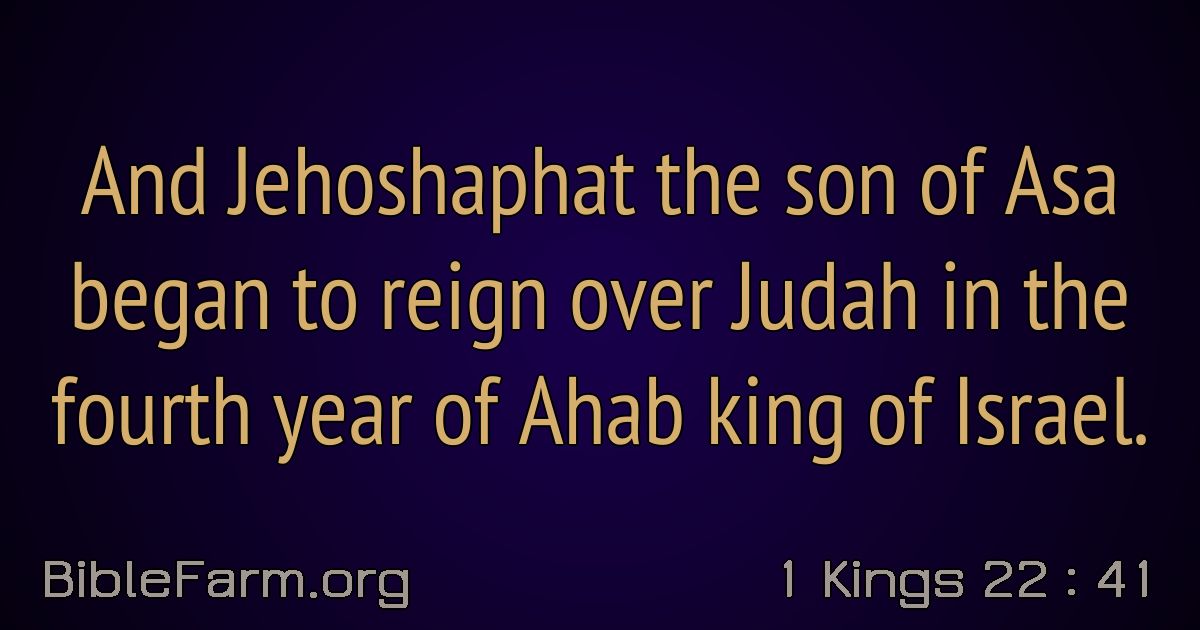 And Jehoshaphat the son of Asa
began to reign over Judah in the
fourth year of Ahab king of Israel.
BibleFarm.org
1 Kings 22 : 41